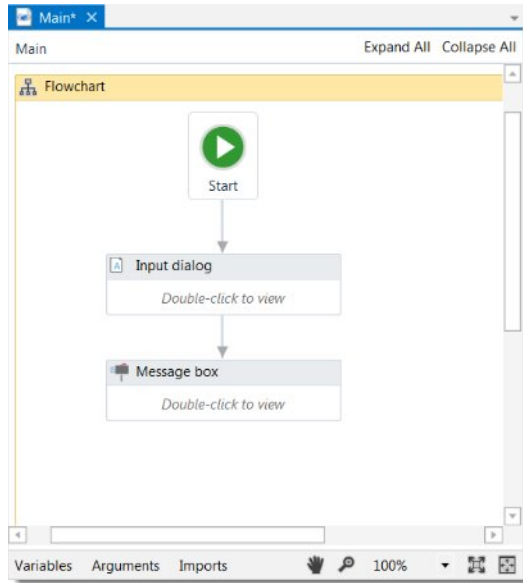 Main*
Main Expand All Collapse All
Flowchart
Start
Input dialog
Double-click to view
Message box
Double-click to view
Variables Arguments Imports 100%